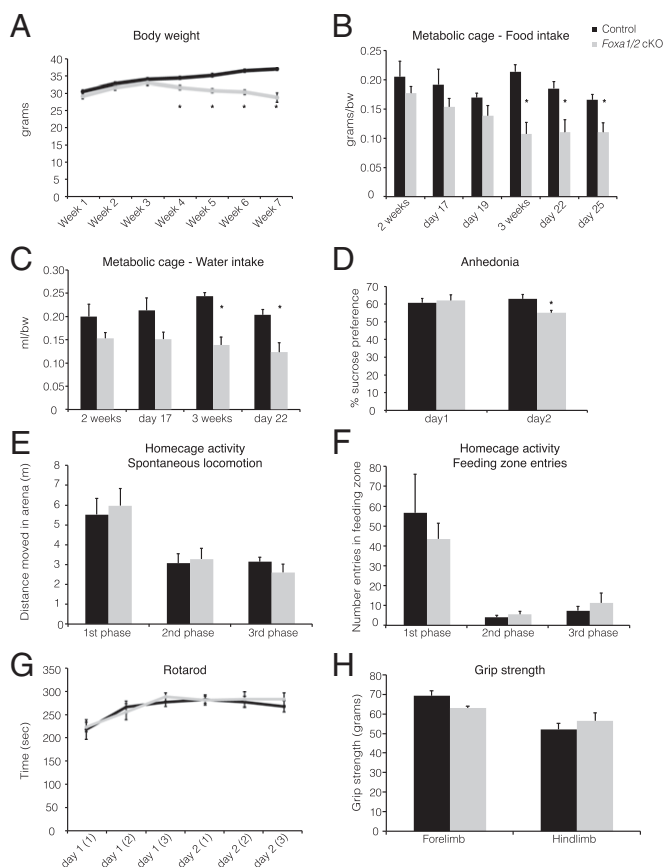 A
Body weight
grams
40
35
30
25
20
15
10
5
0
Week 1
Week 2
Week 3
Week 4
Week 5
Week 6
Week 7
* * * *
B
Metabolic cage - Food intake
Control
Foxa1/2 cKO
grams/bw
0.25
0.20
0.15
0.10
0.05
0
2 weeks
day 17
day 19
3 weeks
day 22
day 25
* * *
C
Metabolic cage - Water intake
ml/bw
0.30
0.25
0.20
0.15
0.10
0.05
0
2 weeks
day 17
3 weeks
day 22
* *
D
Anhedonia
% sucrose preference
70
60
50
40
30
20
10
0
day1
day2
*
E
Homecage activity
Spontaneous locomotion
Distance moved in arena (m)
8
7
6
5
4
3
2
1
0
1st phase
2nd phase
3rd phase
F
Homecage activity
Feeding zone entries
Number entries in feeding zone
80
70
60
50
40
30
20
10
0
1st phase
2nd phase
3rd phase
G
Rotarod
Time (sec)
350
300
250
200
150
100
50
0
day 1 (1)
day 1 (2)
day 1 (3)
day 2 (1)
day 2 (2)
day 2 (3)
H
Grip strength
Grip strength (grams)
80
70
60
50
40
30
20
10
0
Forelimb
Hindlimb